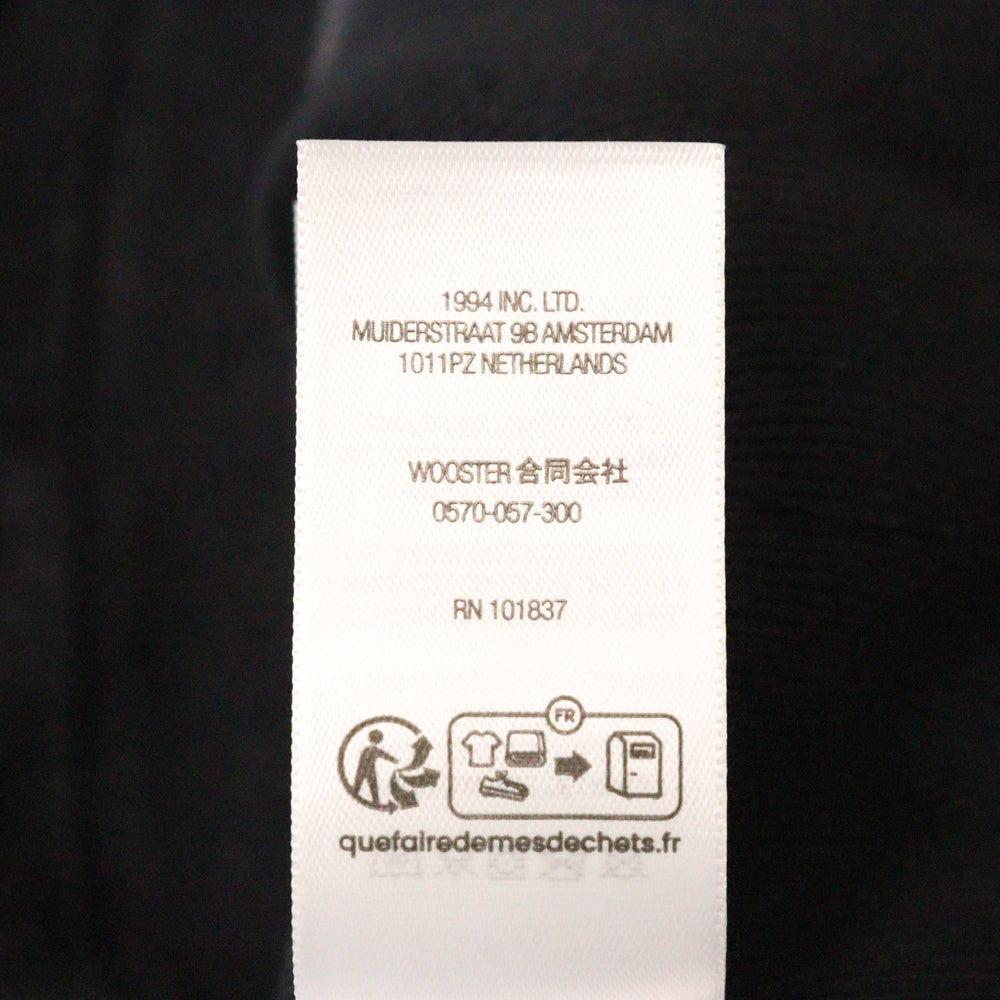 1994 INC. LTD.
MUIDERSTRAAT 9B AMSTERDAM
1011PZ NETHERLANDS
WOOSTER 合同会社
0570-057-300
RN 101837
FR
quefairedemesdechets.fr